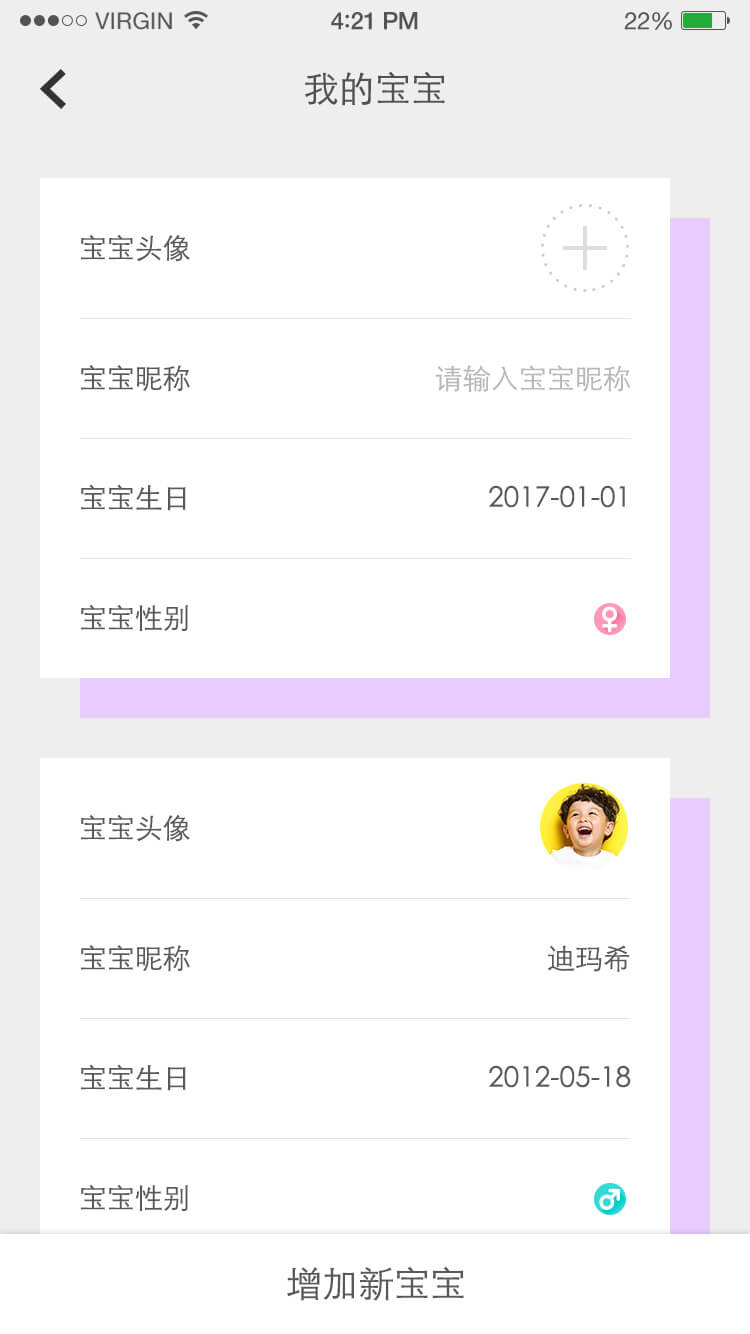 VIRGIN 4:21 PM 22%
我的宝宝
宝宝头像
宝宝昵称 请输入宝宝昵称
宝宝生日 2017-01-01
宝宝性别
宝宝头像
宝宝昵称 迪玛希
宝宝生日 2012-05-18
宝宝性别
增加新宝宝